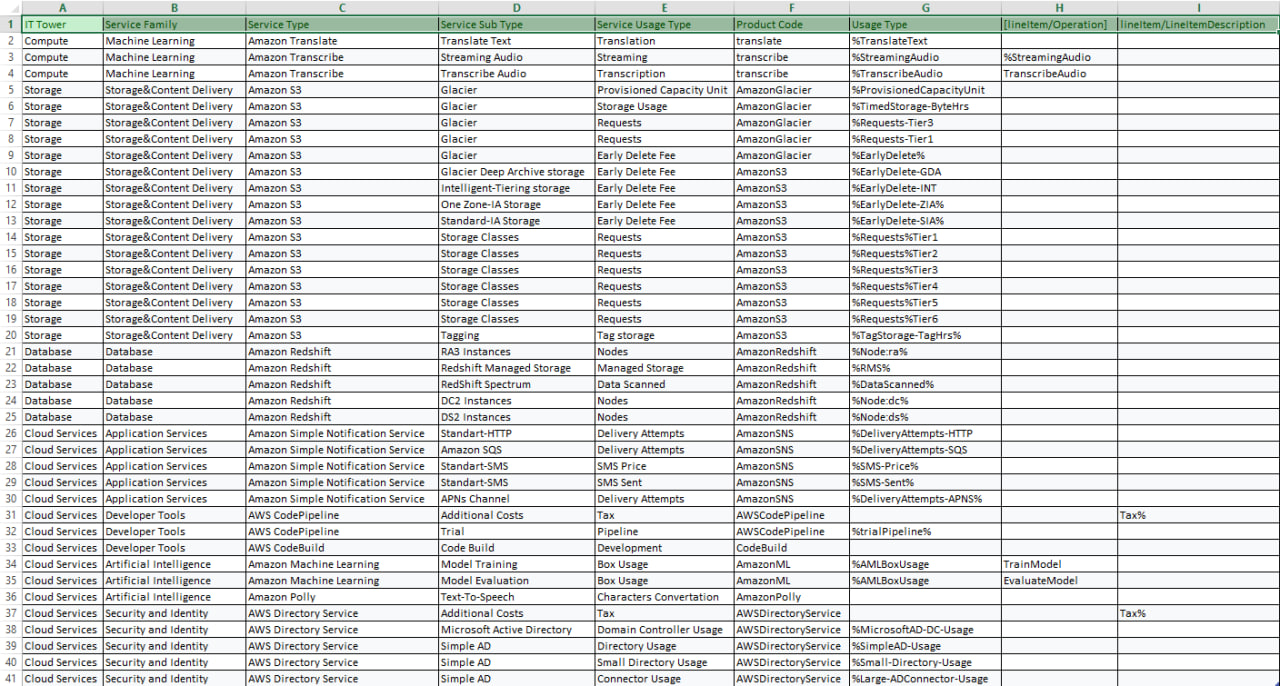 A B C D E F G H I
1 IT Tower Service Family Service Type Service Sub Type Service Usage Type Product Code Usage Type [lineItem/Operation] lineItem/LineItemDescription
2 Compute Machine Learning Amazon Translate Translate Text Translation translate %TranslateText
3 Compute Machine Learning Amazon Transcribe Streaming Audio Streaming transcribe %StreamingAudio %StreamingAudio
4 Compute Machine Learning Amazon Transcribe Transcribe Audio Transcription transcribe %TranscribeAudio TranscribeAudio
5 Storage Storage&Content Delivery Amazon S3 Glacier Provisioned Capacity Unit AmazonGlacier %ProvisionedCapacityUnit
6 Storage Storage&Content Delivery Amazon S3 Glacier Storage Usage AmazonGlacier %TimedStorage-ByteHrs
7 Storage Storage&Content Delivery Amazon S3 Glacier Requests AmazonGlacier %Requests-Tier3
8 Storage Storage&Content Delivery Amazon S3 Glacier Requests AmazonGlacier %Requests-Tier1
9 Storage Storage&Content Delivery Amazon S3 Glacier Early Delete Fee AmazonGlacier %EarlyDelete%
10 Storage Storage&Content Delivery Amazon S3 Glacier Deep Archive storage Early Delete Fee AmazonS3 %EarlyDelete-GDA
11 Storage Storage&Content Delivery Amazon S3 Intelligent-Tiering storage Early Delete Fee AmazonS3 %EarlyDelete-INT
12 Storage Storage&Content Delivery Amazon S3 One Zone-IA Storage Early Delete Fee AmazonS3 %EarlyDelete-ZIA%
13 Storage Storage&Content Delivery Amazon S3 Standard-IA Storage Early Delete Fee AmazonS3 %EarlyDelete-SIA%
14 Storage Storage&Content Delivery Amazon S3 Storage Classes Requests AmazonS3 %Requests%Tier1
15 Storage Storage&Content Delivery Amazon S3 Storage Classes Requests AmazonS3 %Requests%Tier2
16 Storage Storage&Content Delivery Amazon S3 Storage Classes Requests AmazonS3 %Requests%Tier3
17 Storage Storage&Content Delivery Amazon S3 Storage Classes Requests AmazonS3 %Requests%Tier4
18 Storage Storage&Content Delivery Amazon S3 Storage Classes Requests AmazonS3 %Requests%Tier5
19 Storage Storage&Content Delivery Amazon S3 Storage Classes Requests AmazonS3 %Requests%Tier6
20 Storage Storage&Content Delivery Amazon S3 Tagging Tag storage AmazonS3 %TagStorage-TagHrs%
21 Database Database Amazon Redshift RA3 Instances Nodes AmazonRedshift %Node:ra%
22 Database Database Amazon Redshift Redshift Managed Storage Managed Storage AmazonRedshift %RMS%
23 Database Database Amazon Redshift RedShift Spectrum Data Scanned AmazonRedshift %DataScanned%
24 Database Database Amazon Redshift DC2 Instances Nodes AmazonRedshift %Node:dc%
25 Database Database Amazon Redshift DS2 Instances Nodes AmazonRedshift %Node:ds%
26 Cloud Services Application Services Amazon Simple Notification Service Standart-HTTP Delivery Attempts AmazonSNS %DeliveryAttempts-HTTP
27 Cloud Services Application Services Amazon Simple Notification Service Amazon SQS Delivery Attempts AmazonSNS %DeliveryAttempts-SQS
28 Cloud Services Application Services Amazon Simple Notification Service Standart-SMS SMS Price AmazonSNS %SMS-Price%
29 Cloud Services Application Services Amazon Simple Notification Service Standart-SMS SMS Sent AmazonSNS %SMS-Sent%
30 Cloud Services Application Services Amazon Simple Notification Service APNs Channel Delivery Attempts AmazonSNS %DeliveryAttempts-APNS%
31 Cloud Services Developer Tools AWS CodePipeline Additional Costs Tax AWSCodePipeline Tax%
32 Cloud Services Developer Tools AWS CodePipeline Trial Pipeline AWSCodePipeline %trialPipeline%
33 Cloud Services Developer Tools AWS CodeBuild Code Build Development CodeBuild
34 Cloud Services Artificial Intelligence Amazon Machine Learning Model Training Box Usage AmazonML %AMLBoxUsage TrainModel
35 Cloud Services Artificial Intelligence Amazon Machine Learning Model Evaluation Box Usage AmazonML %AMLBoxUsage EvaluateModel
36 Cloud Services Artificial Intelligence Amazon Polly Text-To-Speech Characters Convertation AmazonPolly
37 Cloud Services Security and Identity AWS Directory Service Additional Costs Tax AWSDirectoryService Tax%
38 Cloud Services Security and Identity AWS Directory Service Microsoft Active Directory Domain Controller Usage AWSDirectoryService %MicrosoftAD-DC-Usage
39 Cloud Services Security and Identity AWS Directory Service Simple AD Directory Usage AWSDirectoryService %SimpleAD-Usage
40 Cloud Services Security and Identity AWS Directory Service Simple AD Small Directory Usage AWSDirectoryService %Small-Directory-Usage
41 Cloud Services Security and Identity AWS Directory Service Simple AD Connector Usage AWSDirectoryService %Large-ADConnector-Usage